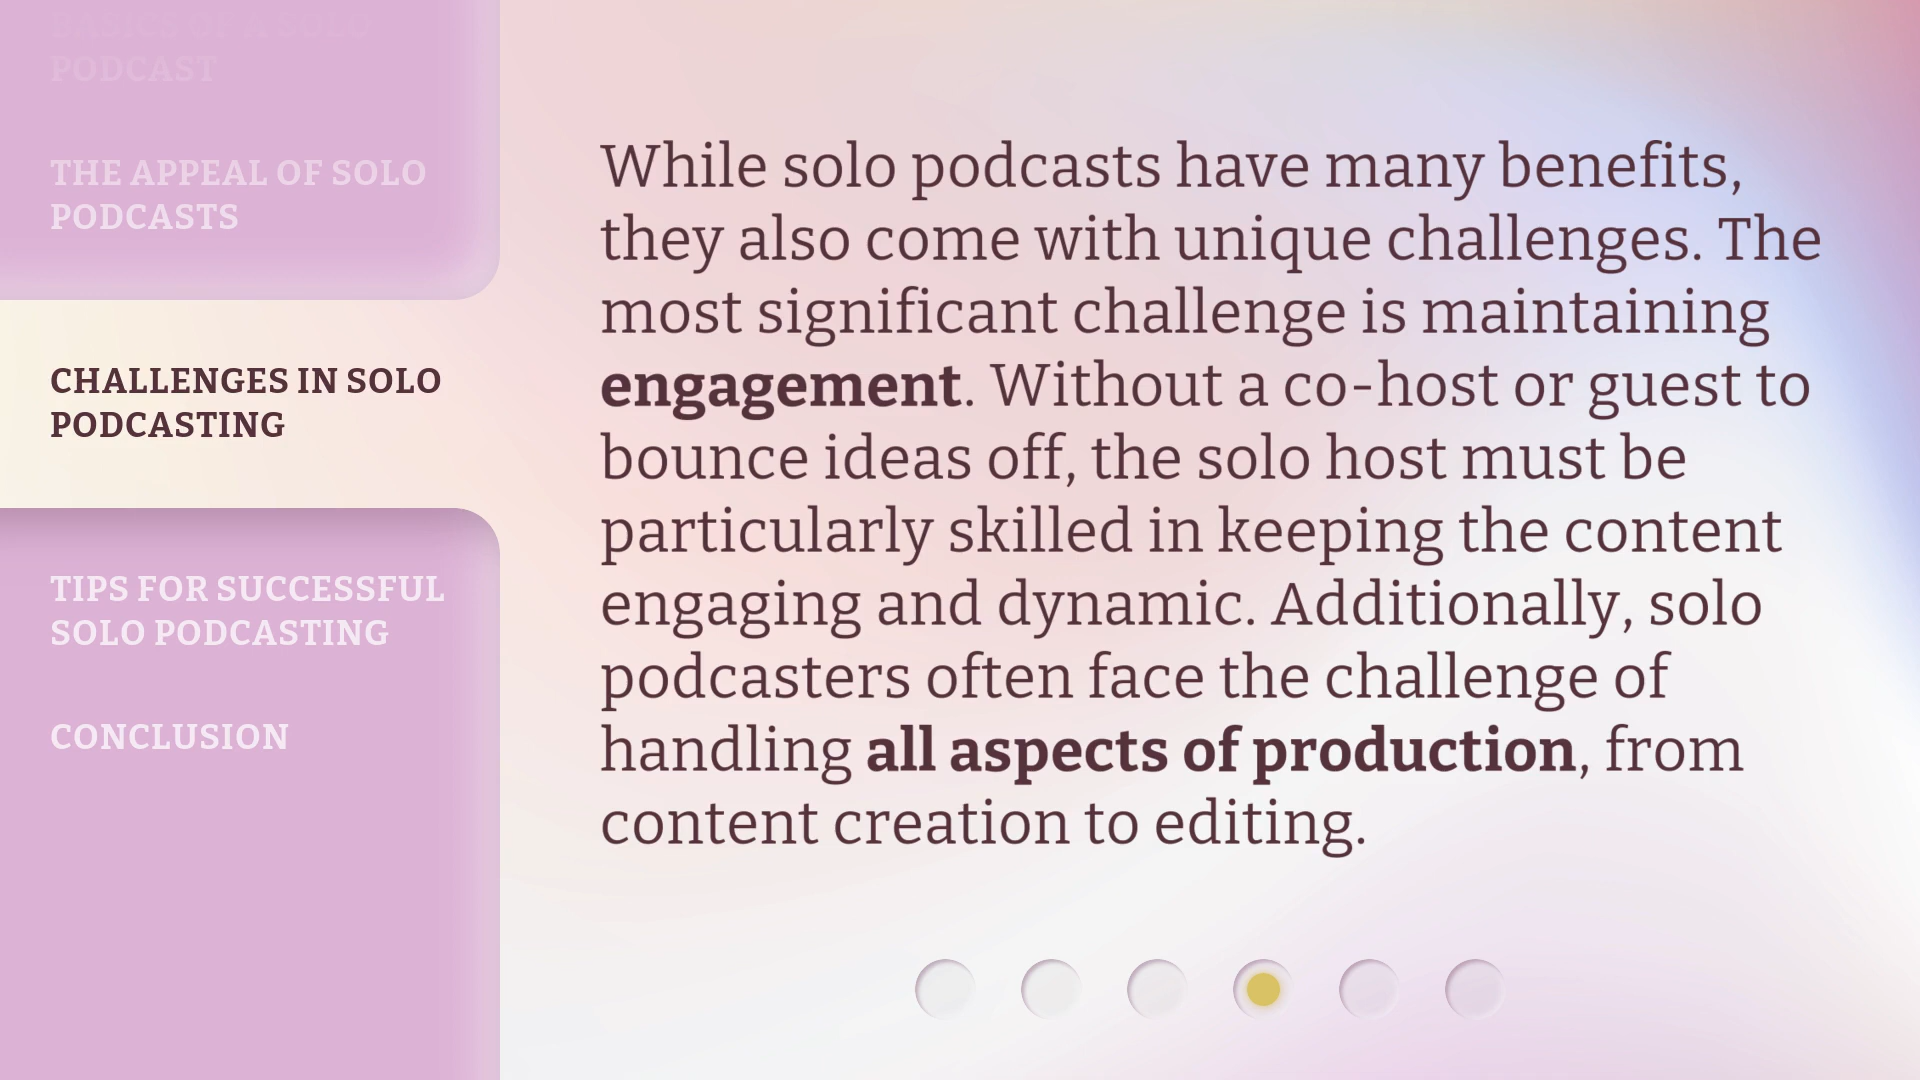 BASICS OF A SOLO
PODCAST
THE APPEAL OF SOLO
PODCASTS
CHALLENGES IN SOLO
PODCASTING
TIPS FOR SUCCESSFUL
SOLO PODCASTING
CONCLUSION
While solo podcasts have many benefits,
they also come with unique challenges. The
most significant challenge is maintaining
engagement. Without a co-host or guest to
bounce ideas off, the solo host must be
particularly skilled in keeping the content
engaging and dynamic. Additionally, solo
podcasters often face the challenge of
handling all aspects of production, from
content creation to editing.